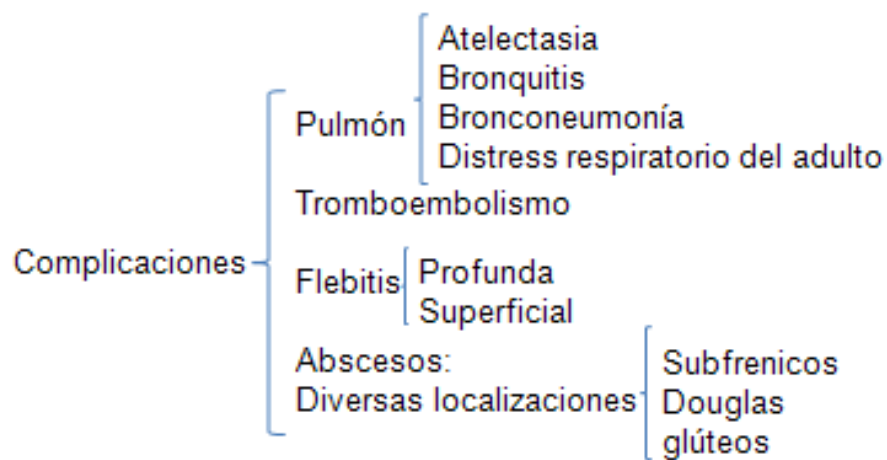 Complicaciones
Pulmón
Atelectasia
Bronquitis
Bronconeumonía
Distress respiratorio del adulto
Tromboembolismo
Flebitis
Profunda
Superficial
Abscesos:
Diversas localizaciones
Subfrenicos
Douglas
glúteos